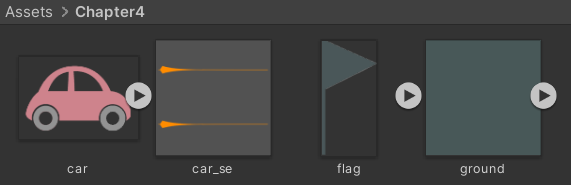 Assets > Chapter4
car
car_se
flag
ground